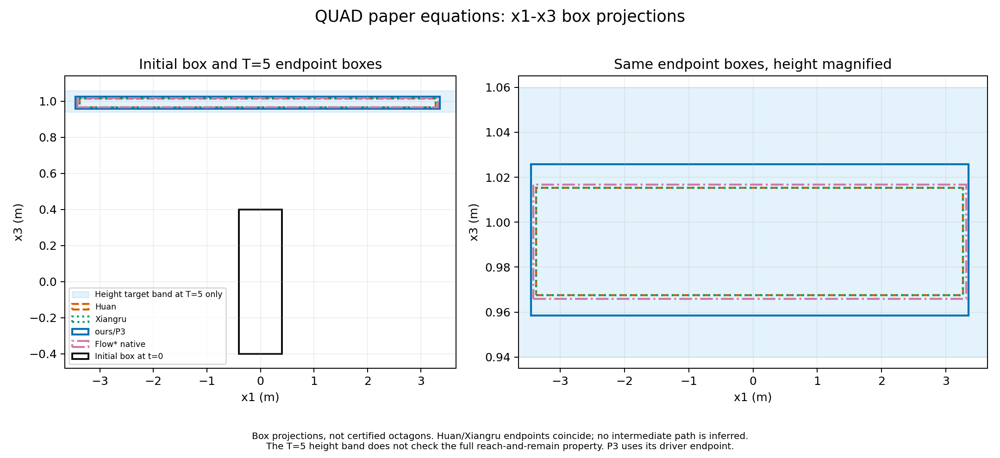 QUAD paper equations: x1-x3 box projections
Initial box and T=5 endpoint boxes
x3 (m)
1.0
0.8
0.6
0.4
0.2
0.0
−0.2
−0.4
Height target band at T=5 only
Huan
Xiangru
ours/P3
Flow* native
Initial box at t=0
−3 −2 −1 0 1 2 3
x1 (m)
Same endpoint boxes, height magnified
x3 (m)
1.06
1.04
1.02
1.00
0.98
0.96
0.94
−3 −2 −1 0 1 2 3
x1 (m)
Box projections, not certified octagons. Huan/Xiangru endpoints coincide; no intermediate path is inferred.
The T=5 height band does not check the full reach-and-remain property. P3 uses its driver endpoint.